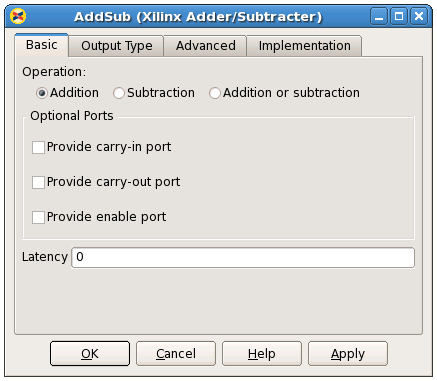 AddSub (Xilinx Adder/Subtracter)
Basic Output Type Advanced Implementation
Operation:
Addition Subtraction Addition or subtraction
Optional Ports
Provide carry-in port
Provide carry-out port
Provide enable port
Latency 0
OK Cancel Help Apply